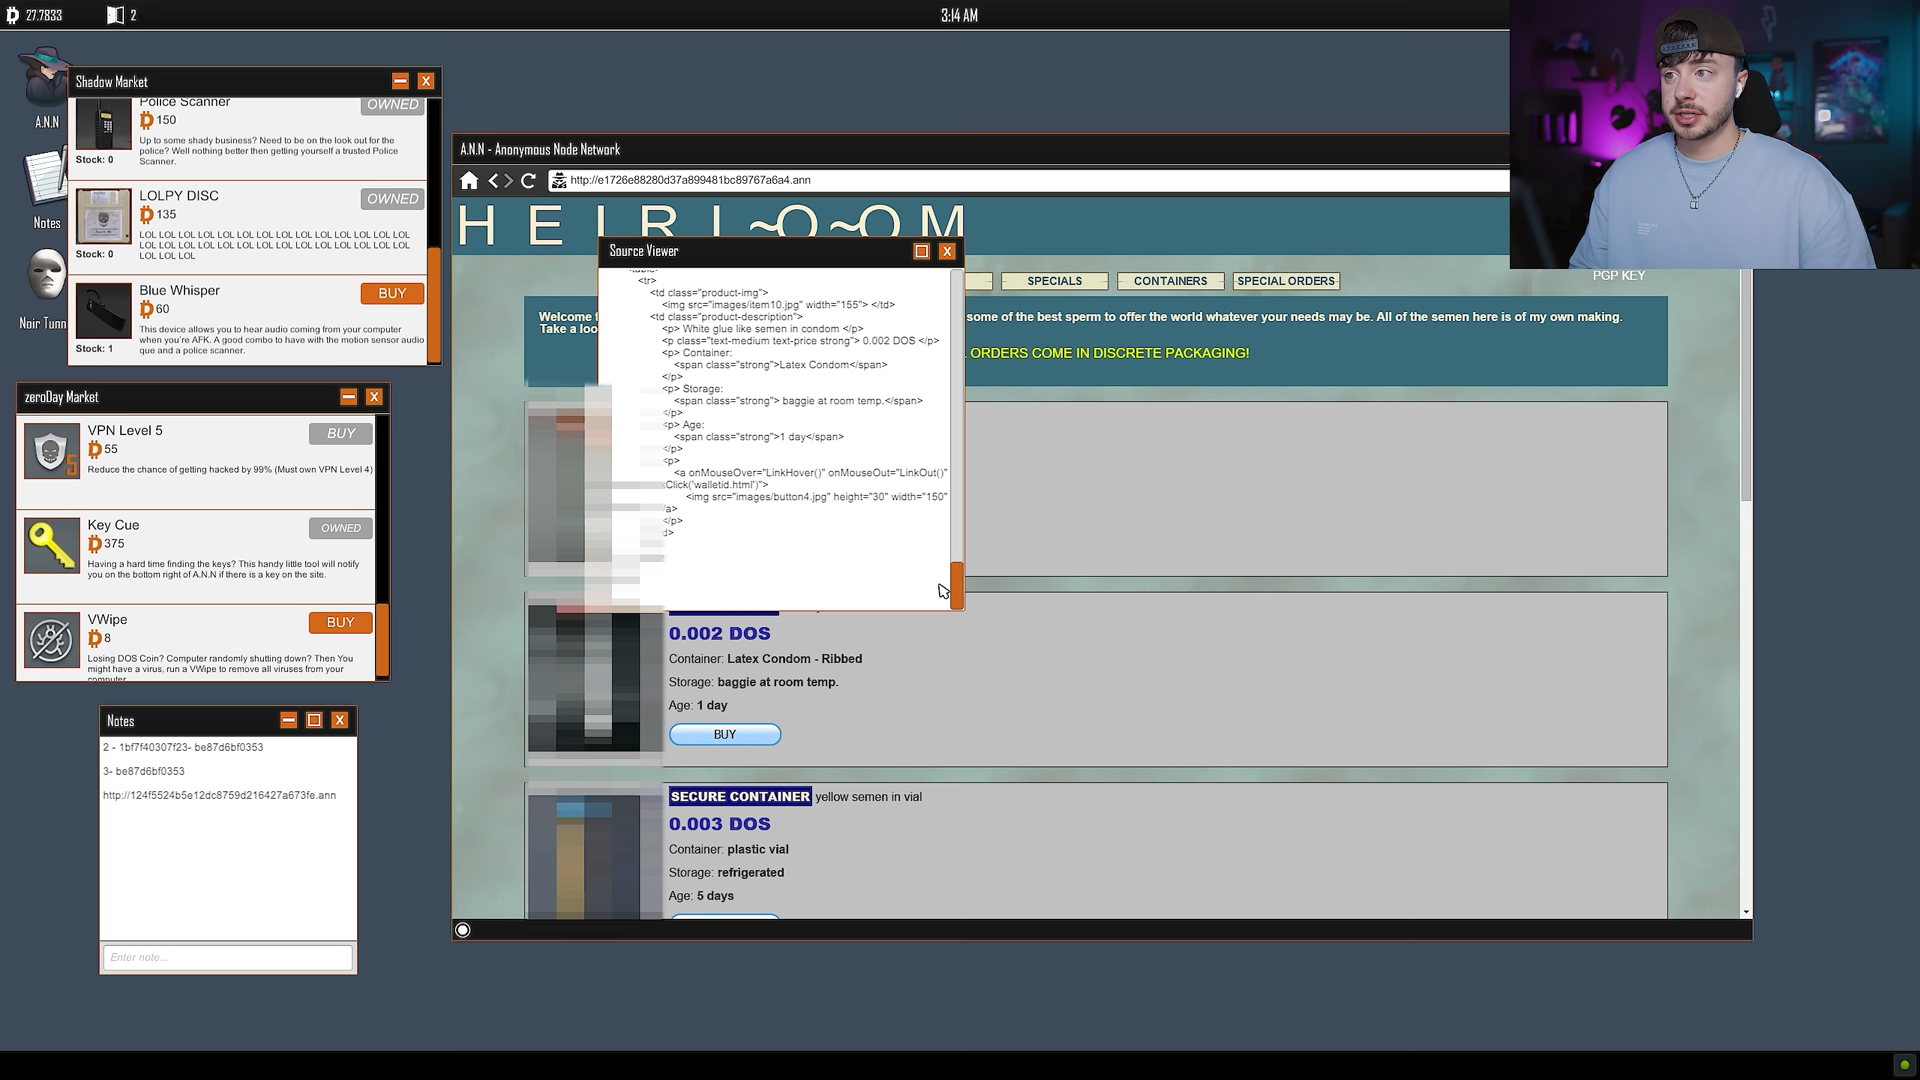 27.7833
2
3:14 AM
A.N.N
Notes
Noir Tunn
Shadow Market
Police Scanner
OWNED
150
Up to some shady business? Need to be on the look out for the
police? Well nothing better then getting yourself a trusted Police
Scanner.
Stock: 0
LOLPY DISC
OWNED
135
LOL LOL LOL LOL LOL LOL LOL LOL LOL LOL LOL LOL LOL LOL
LOL LOL LOL LOL LOL LOL LOL LOL LOL LOL LOL LOL LOL LOL
LOL LOL LOL
Stock: 0
Blue Whisper
BUY
60
This device allows you to hear audio coming from your computer
when you're AFK. A good combo to have with the motion sensor audio
que and a police scanner.
Stock: 1
zeroDay Market
VPN Level 5
BUY
55
5
Reduce the chance of getting hacked by 99% (Must own VPN Level 4)
Key Cue
OWNED
375
Having a hard time finding the keys? This handy little tool will notify
you on the bottom right of A.N.N if there is a key on the site.
VWipe
BUY
8
Losing DOS Coin? Computer randomly shutting down? Then You
might have a virus, run a VWipe to remove all viruses from your
computer
Notes
2 - 1bf7f40307f23- be87d6bf0353
3- be87d6bf0353
http://124f5524b5e12dc8759d216427a673fe.ann
Enter note...
A.N.N - Anonymous Node Network
http://e1726e88280d37a899481bc89767a6a4.ann
HEIRL~O~OM
SPECIALS
CONTAINERS
SPECIAL ORDERS
PGP KEY
Welcome
some of the best sperm to offer the world whatever your needs may be. All of the semen here is of my own making.
Take a loo
ORDERS COME IN DISCRETE PACKAGING!
Source Viewer
<tr>
<td class="product-img">
<img src="images/item10.jpg" width="155"> </td>
<td class="product-description">
<p> White glue like semen in condom </p>
<p class="text-medium text-price strong"> 0.002 DOS </p>
<p> Container:
<span class="strong">Latex Condom</span>
</p>
<p> Storage:
<span class="strong"> baggie at room temp.</span>
</p>
<p> Age:
<span class="strong">1 day</span>
</p>
<p>
<a onMouseOver="LinkHover()" onMouseOut="LinkOut()"
Click('walletid.html')">
<img src="images/button4.jpg" height="30" width="150"
/a>
</p>
d>
0.002 DOS
Container: Latex Condom - Ribbed
Storage: baggie at room temp.
Age: 1 day
BUY
SECURE CONTAINER yellow semen in vial
0.003 DOS
Container: plastic vial
Storage: refrigerated
Age: 5 days